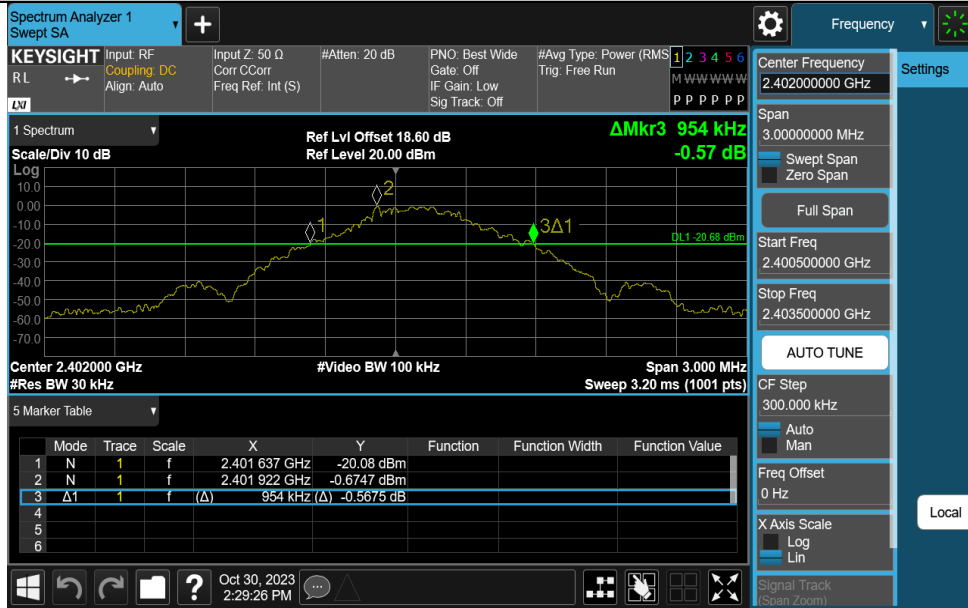 Spectrum Analyzer 1
Swept SA
+
Frequency
KEYSIGHT
RL
LXI
Input: RF
Coupling: DC
Align: Auto
Input Z: 50 Ω
Corr CCorr
Freq Ref: Int (S)
#Atten: 20 dB
PNO: Best Wide
Gate: Off
IF Gain: Low
Sig Track: Off
#Avg Type: Power (RMS
Trig: Free Run
1 2 3 4 5 6
M W W W W W
P P P P P P
1 Spectrum
Scale/Div 10 dB
Log
Ref Lvl Offset 18.60 dB
Ref Level 20.00 dBm
ΔMkr3 954 kHz
-0.57 dB
10.0
0.00
-10.0
-20.0
-30.0
-40.0
-50.0
-60.0
-70.0
2
1
3Δ1
DL1 -20.68 dBm
Center 2.402000 GHz
#Res BW 30 kHz
#Video BW 100 kHz
Span 3.000 MHz
Sweep 3.20 ms (1001 pts)
5 Marker Table
Mode Trace Scale X Y Function Function Width Function Value
1 N 1 f 2.401 637 GHz -20.08 dBm
2 N 1 f 2.401 922 GHz -0.6747 dBm
3 Δ1 1 f (Δ) 954 kHz (Δ) -0.5675 dB
4
5
6
?
Oct 30, 2023
2:29:26 PM
Center Frequency
2.402000000 GHz
Span
3.00000000 MHz
Swept Span
Zero Span
Full Span
Start Freq
2.400500000 GHz
Stop Freq
2.403500000 GHz
AUTO TUNE
CF Step
300.000 kHz
Auto
Man
Freq Offset
0 Hz
X Axis Scale
Log
Lin
Signal Track
(Span Zoom)
Settings
Local